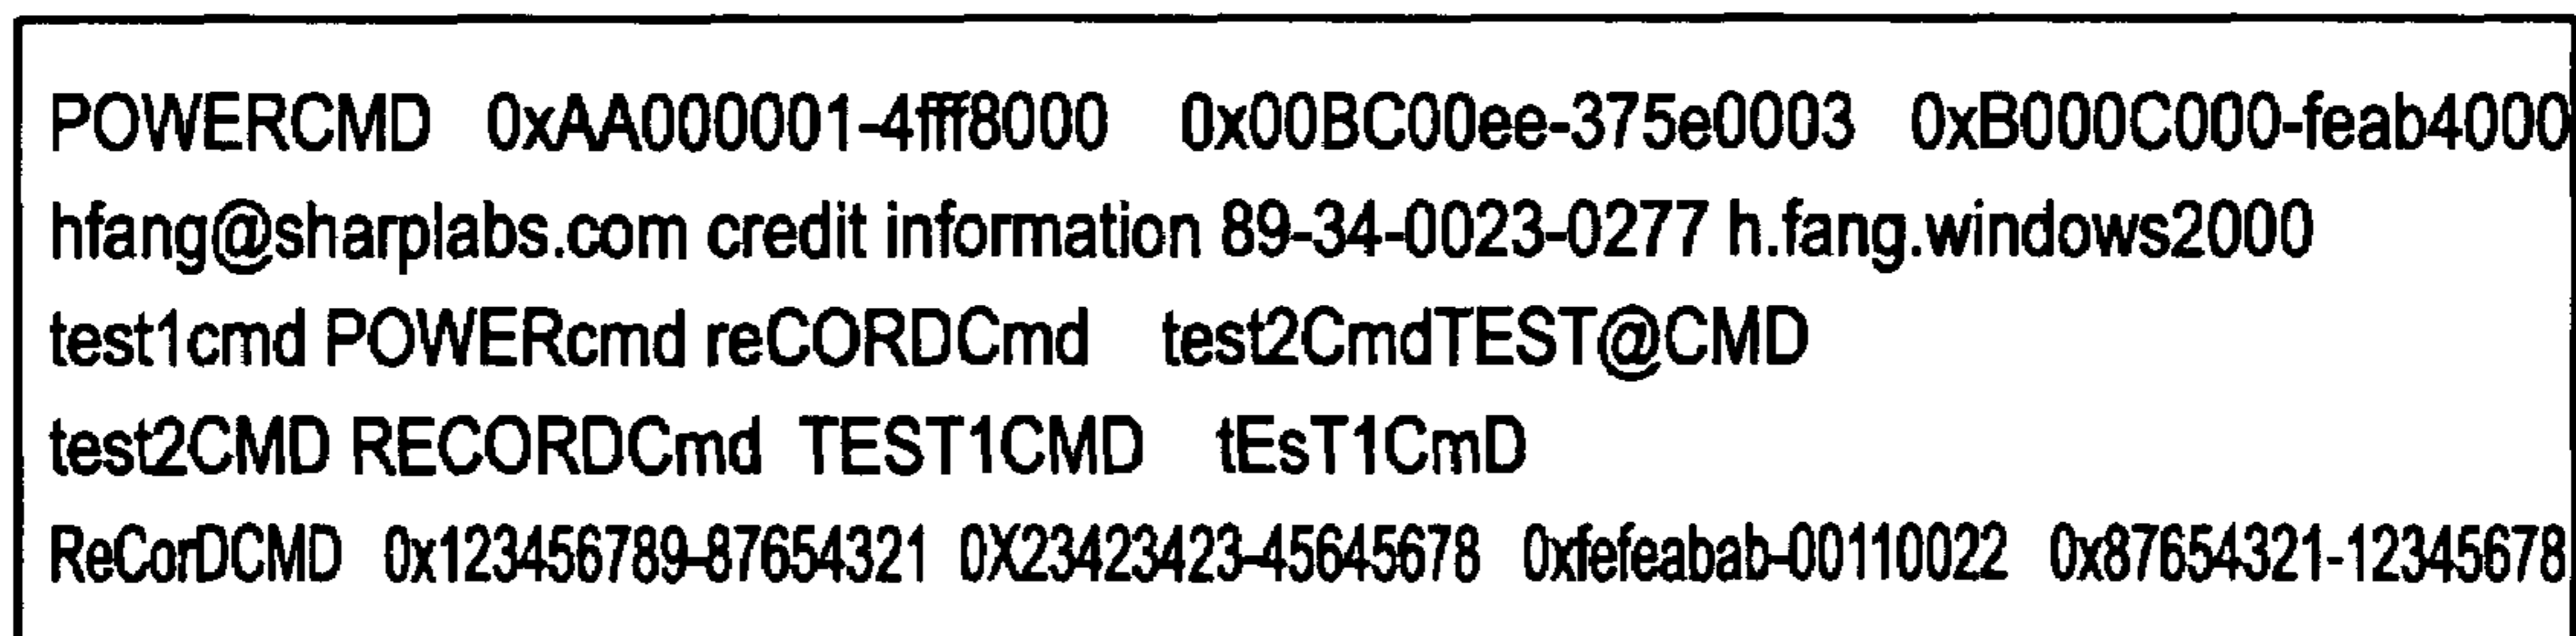 POWERCMD 0xAA000001-4fff8000 0x00BC00ee-375e0003 0xB000C000-feab4000
hfang@sharplabs.com credit information 89-34-0023-0277 h.fang.windows2000
test1cmd POWERcmd reCORDCmd test2CmdTEST@CMD
test2CMD RECORDCmd TEST1CMD tEsT1CmD
ReCorDCMD 0x123456789-87654321 0X23423423-45645678 0xfefeabab-00110022 0x87654321-12345678